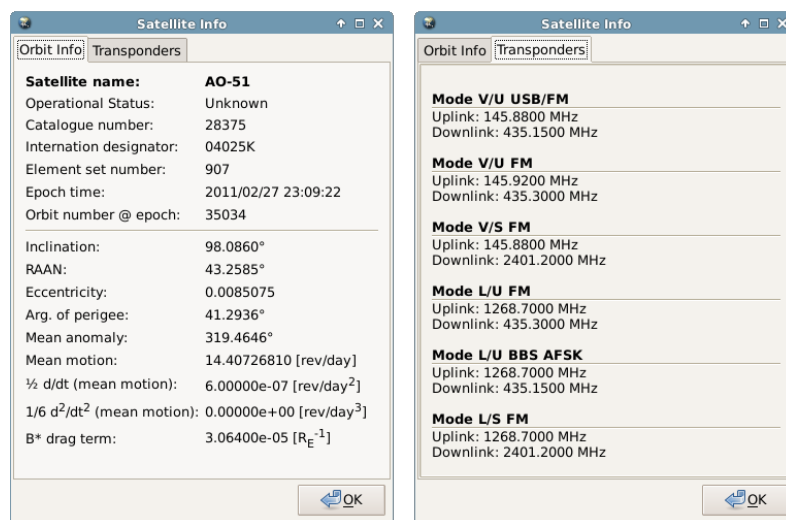 Satellite Info
Orbit Info Transponders
Satellite name: AO-51
Operational Status: Unknown
Catalogue number: 28375
Internation designator: 04025K
Element set number: 907
Epoch time: 2011/02/27 23:09:22
Orbit number @ epoch: 35034
Inclination: 98.0860°
RAAN: 43.2585°
Eccentricity: 0.0085075
Arg. of perigee: 41.2936°
Mean anomaly: 319.4646°
Mean motion: 14.40726810 [rev/day]
½ d/dt (mean motion): 6.00000e-07 [rev/day²]
1/6 d²/dt² (mean motion): 0.00000e+00 [rev/day³]
B* drag term: 3.06400e-05 [R_E⁻¹]
OK
Satellite Info
Orbit Info Transponders
Mode V/U USB/FM
Uplink: 145.8800 MHz
Downlink: 435.1500 MHz
Mode V/U FM
Uplink: 145.9200 MHz
Downlink: 435.3000 MHz
Mode V/S FM
Uplink: 145.8800 MHz
Downlink: 2401.2000 MHz
Mode L/U FM
Uplink: 1268.7000 MHz
Downlink: 435.3000 MHz
Mode L/U BBS AFSK
Uplink: 1268.7000 MHz
Downlink: 435.1500 MHz
Mode L/S FM
Uplink: 1268.7000 MHz
Downlink: 2401.2000 MHz
OK